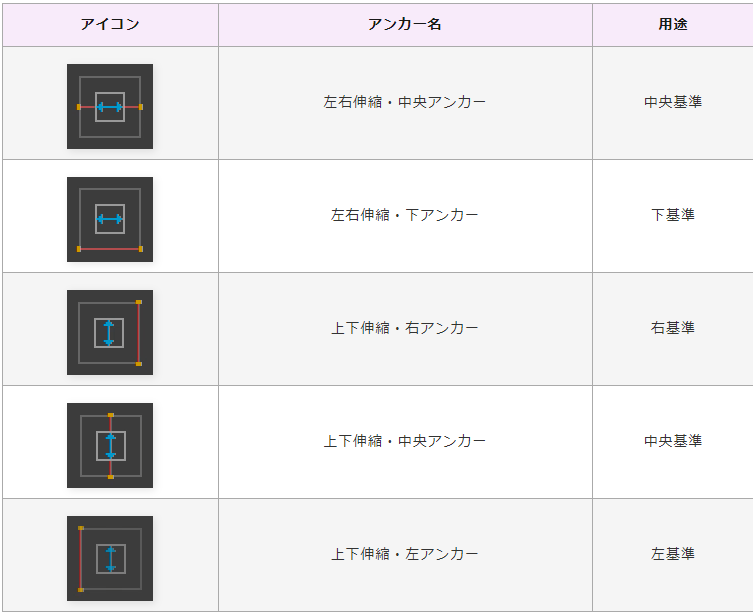 アイコン アンカー名 用途
左右伸縮・中央アンカー 中央基準
左右伸縮・下アンカー 下基準
上下伸縮・右アンカー 右基準
上下伸縮・中央アンカー 中央基準
上下伸縮・左アンカー 左基準